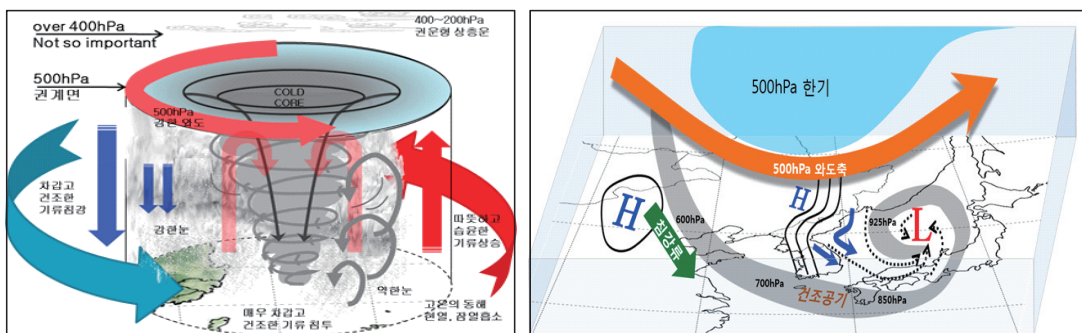 over 400hPa
Not so important
400~200hPa
권운형 상층운
500hPa
권계면
COLD
CORE
500hPa
강한 와도
차갑고
건조한
기류침강
강한눈
따뜻하고
습윤한
기류상승
약한눈
매우 차갑고
건조한 기류 침투
고온의 동해
현열, 잠열흡소
500hPa 한기
500hPa 와도축
H
침강류
600hPa
H
925hPa
L
700hPa
건조공기
850hPa